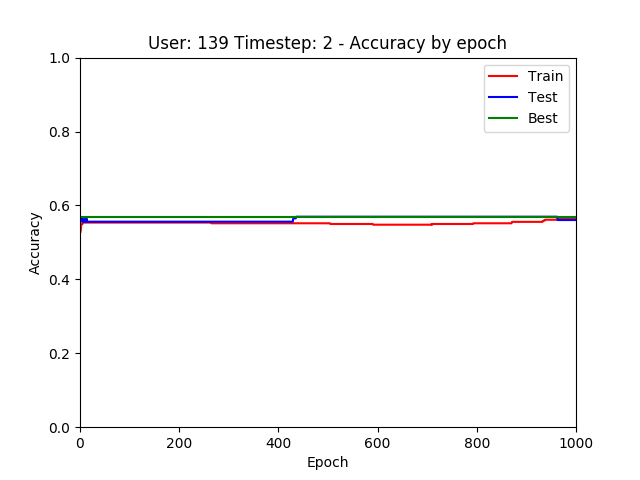 User: 139 Timestep: 2 - Accuracy by epoch
1.0
Train
Test
Best
0.8
0.6
0.4
0.2
0.0
Accuracy
0 200 400 600 800 1000
Epoch